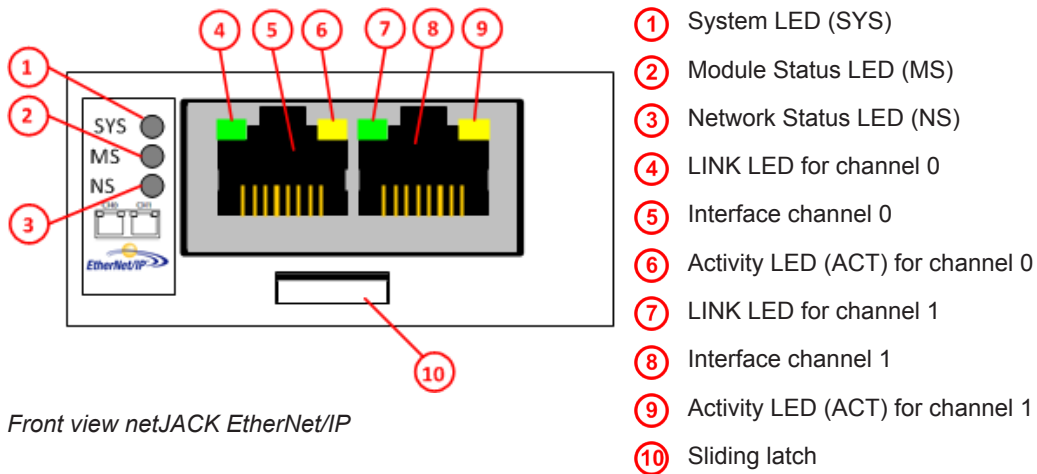 4 5 6 7 8 9
1
2
3
SYS
MS
NS
CH0 CH1
EtherNet/IP
10
Front view netJACK EtherNet/IP
1 System LED (SYS)
2 Module Status LED (MS)
3 Network Status LED (NS)
4 LINK LED for channel 0
5 Interface channel 0
6 Activity LED (ACT) for channel 0
7 LINK LED for channel 1
8 Interface channel 1
9 Activity LED (ACT) for channel 1
10 Sliding latch